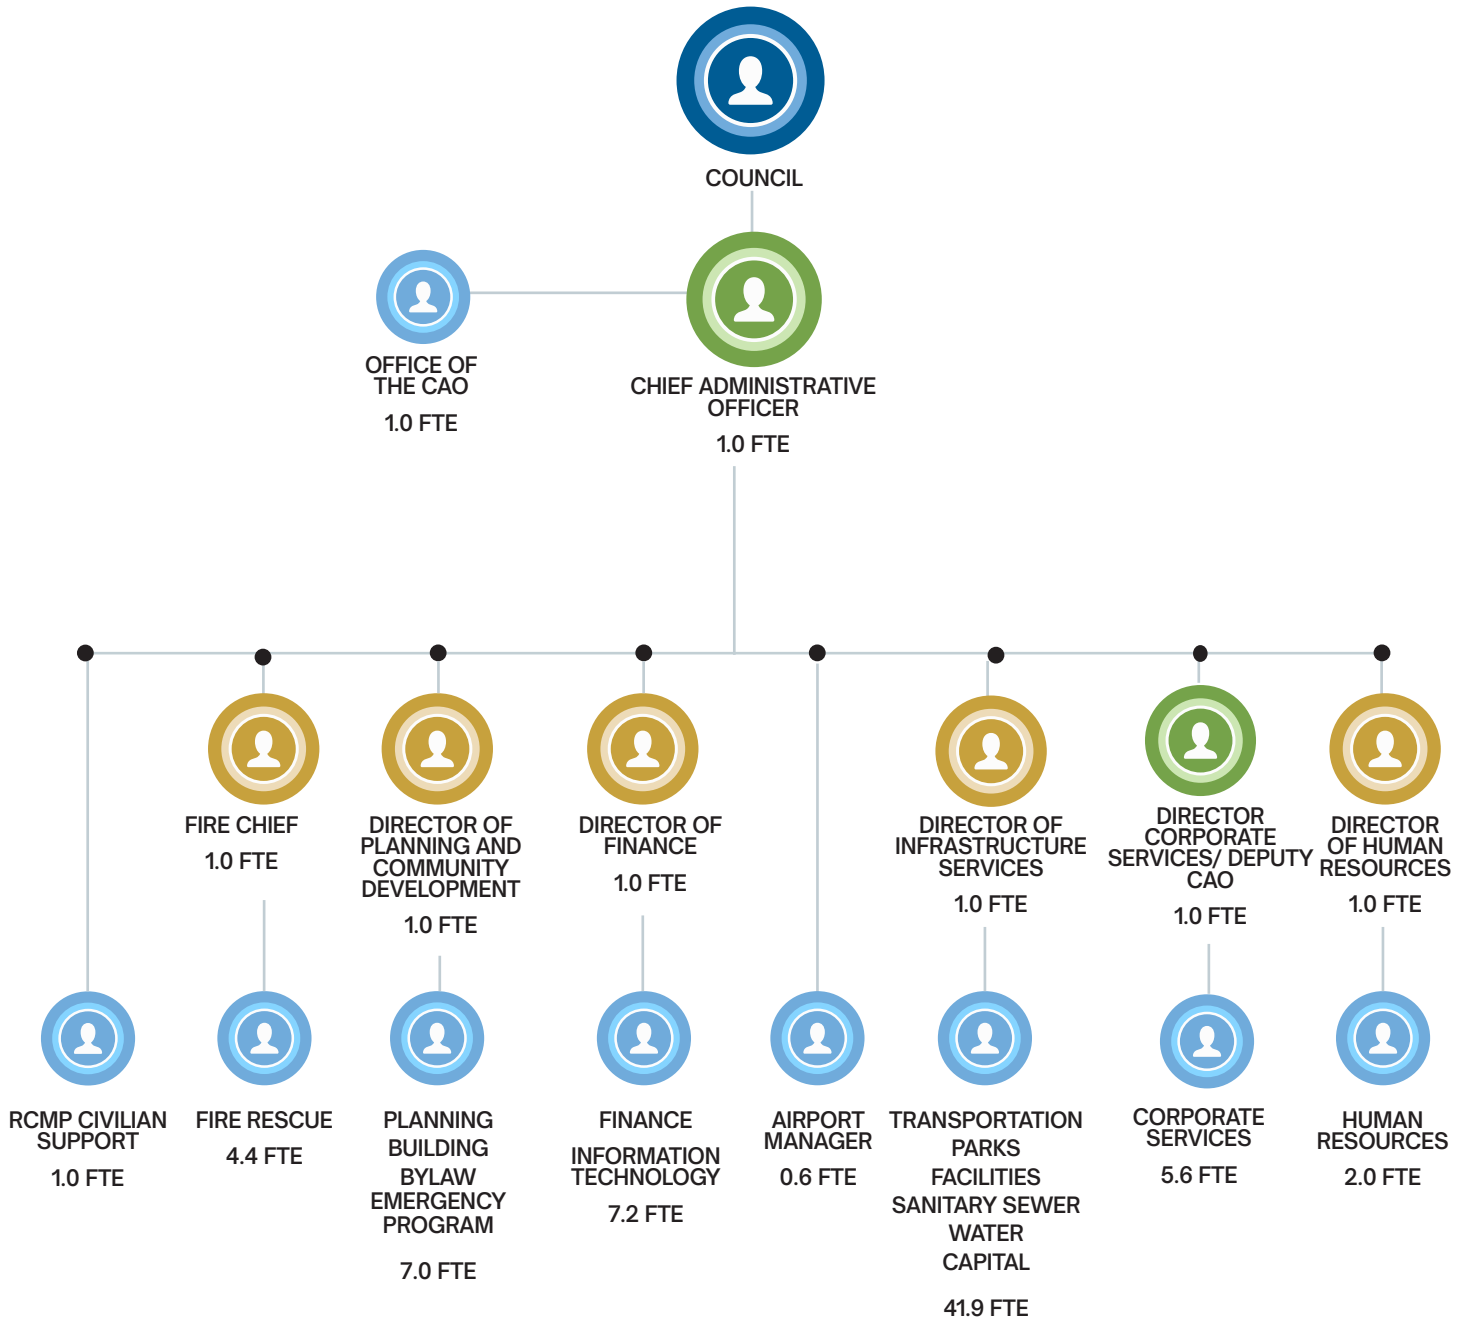 COUNCIL
OFFICE OF
THE CAO
1.0 FTE
CHIEF ADMINISTRATIVE
OFFICER
1.0 FTE
FIRE CHIEF
1.0 FTE
DIRECTOR OF
PLANNING AND
COMMUNITY
DEVELOPMENT
1.0 FTE
DIRECTOR OF
FINANCE
1.0 FTE
DIRECTOR OF
INFRASTRUCTURE
SERVICES
1.0 FTE
DIRECTOR
CORPORATE
SERVICES/ DEPUTY
CAO
1.0 FTE
DIRECTOR
OF HUMAN
RESOURCES
1.0 FTE
RCMP CIVILIAN
SUPPORT
1.0 FTE
FIRE RESCUE
4.4 FTE
PLANNING
BUILDING
BYLAW
EMERGENCY
PROGRAM
7.0 FTE
FINANCE
INFORMATION
TECHNOLOGY
7.2 FTE
AIRPORT
MANAGER
0.6 FTE
TRANSPORTATION
PARKS
FACILITIES
SANITARY SEWER
WATER
CAPITAL
41.9 FTE
CORPORATE
SERVICES
5.6 FTE
HUMAN
RESOURCES
2.0 FTE